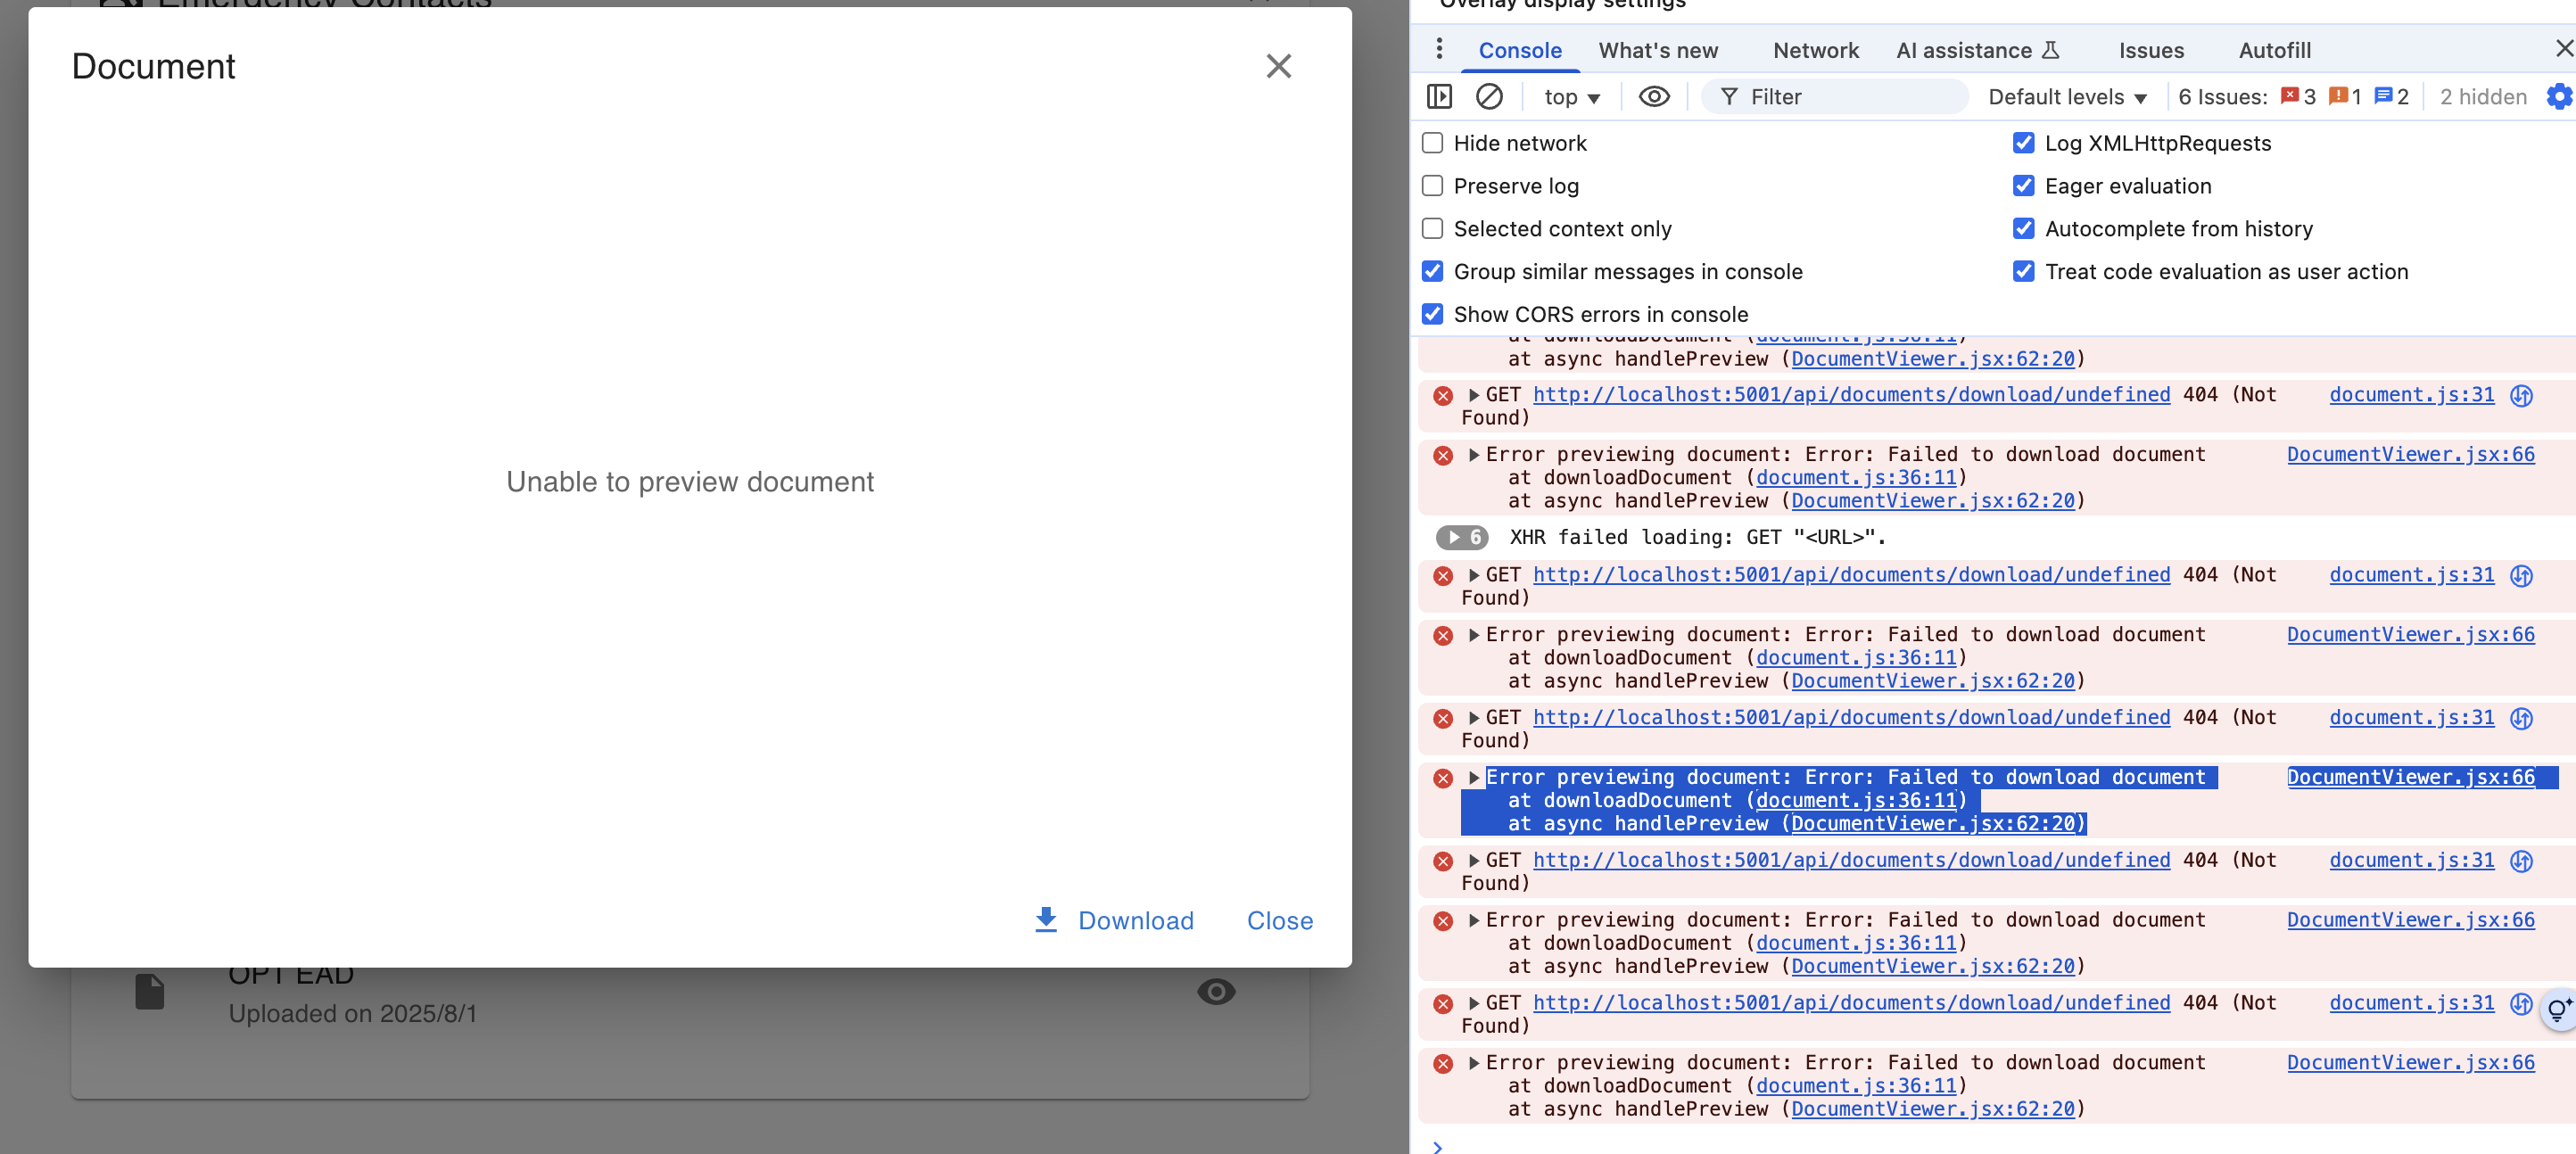 Emergency Contacts
Document
Unable to preview document
Download
Close
OPT EAD
Uploaded on 2025/8/1
Overlay display settings
Console
What's new
Network
AI assistance
Issues
Autofill
top
Filter
Default levels
6 Issues:
3
1
2
2 hidden
Hide network
Log XMLHttpRequests
Preserve log
Eager evaluation
Selected context only
Autocomplete from history
Group similar messages in console
Treat code evaluation as user action
Show CORS errors in console
at downloadDocument (document.js:36:11)
at async handlePreview (DocumentViewer.jsx:62:20)
GET http://localhost:5001/api/documents/download/undefined 404 (Not document.js:31
Found)
Error previewing document: Error: Failed to download document DocumentViewer.jsx:66
at downloadDocument (document.js:36:11)
at async handlePreview (DocumentViewer.jsx:62:20)
6 XHR failed loading: GET "<URL>".
GET http://localhost:5001/api/documents/download/undefined 404 (Not document.js:31
Found)
Error previewing document: Error: Failed to download document DocumentViewer.jsx:66
at downloadDocument (document.js:36:11)
at async handlePreview (DocumentViewer.jsx:62:20)
GET http://localhost:5001/api/documents/download/undefined 404 (Not document.js:31
Found)
Error previewing document: Error: Failed to download document DocumentViewer.jsx:66
at downloadDocument (document.js:36:11)
at async handlePreview (DocumentViewer.jsx:62:20)
GET http://localhost:5001/api/documents/download/undefined 404 (Not document.js:31
Found)
Error previewing document: Error: Failed to download document DocumentViewer.jsx:66
at downloadDocument (document.js:36:11)
at async handlePreview (DocumentViewer.jsx:62:20)
GET http://localhost:5001/api/documents/download/undefined 404 (Not document.js:31
Found)
Error previewing document: Error: Failed to download document DocumentViewer.jsx:66
at downloadDocument (document.js:36:11)
at async handlePreview (DocumentViewer.jsx:62:20)